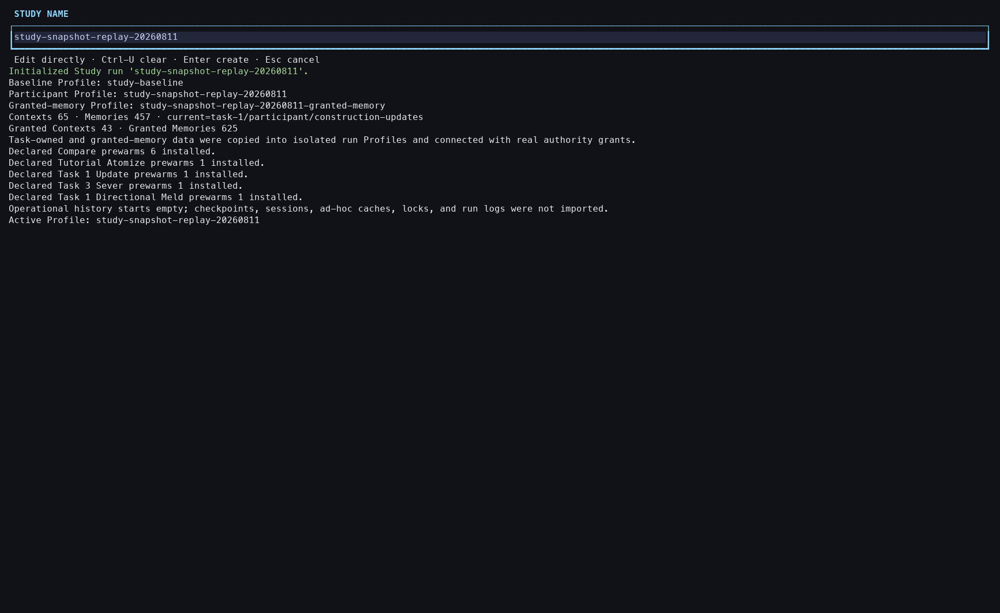 STUDY NAME
study-snapshot-replay-20260811
Edit directly · Ctrl-U clear · Enter create · Esc cancel
Initialized Study run 'study-snapshot-replay-20260811'.
Baseline Profile: study-baseline
Participant Profile: study-snapshot-replay-20260811
Granted-memory Profile: study-snapshot-replay-20260811-granted-memory
Contexts 65 · Memories 457 · current=task-1/participant/construction-updates
Granted Contexts 43 · Granted Memories 625
Task-owned and granted-memory data were copied into isolated run Profiles and connected with real authority grants.
Declared Compare prewarms 6 installed.
Declared Tutorial Atomize prewarms 1 installed.
Declared Task 1 Update prewarms 1 installed.
Declared Task 3 Sever prewarms 1 installed.
Declared Task 1 Directional Meld prewarms 1 installed.
Operational history starts empty; checkpoints, sessions, ad-hoc caches, locks, and run logs were not imported.
Active Profile: study-snapshot-replay-20260811